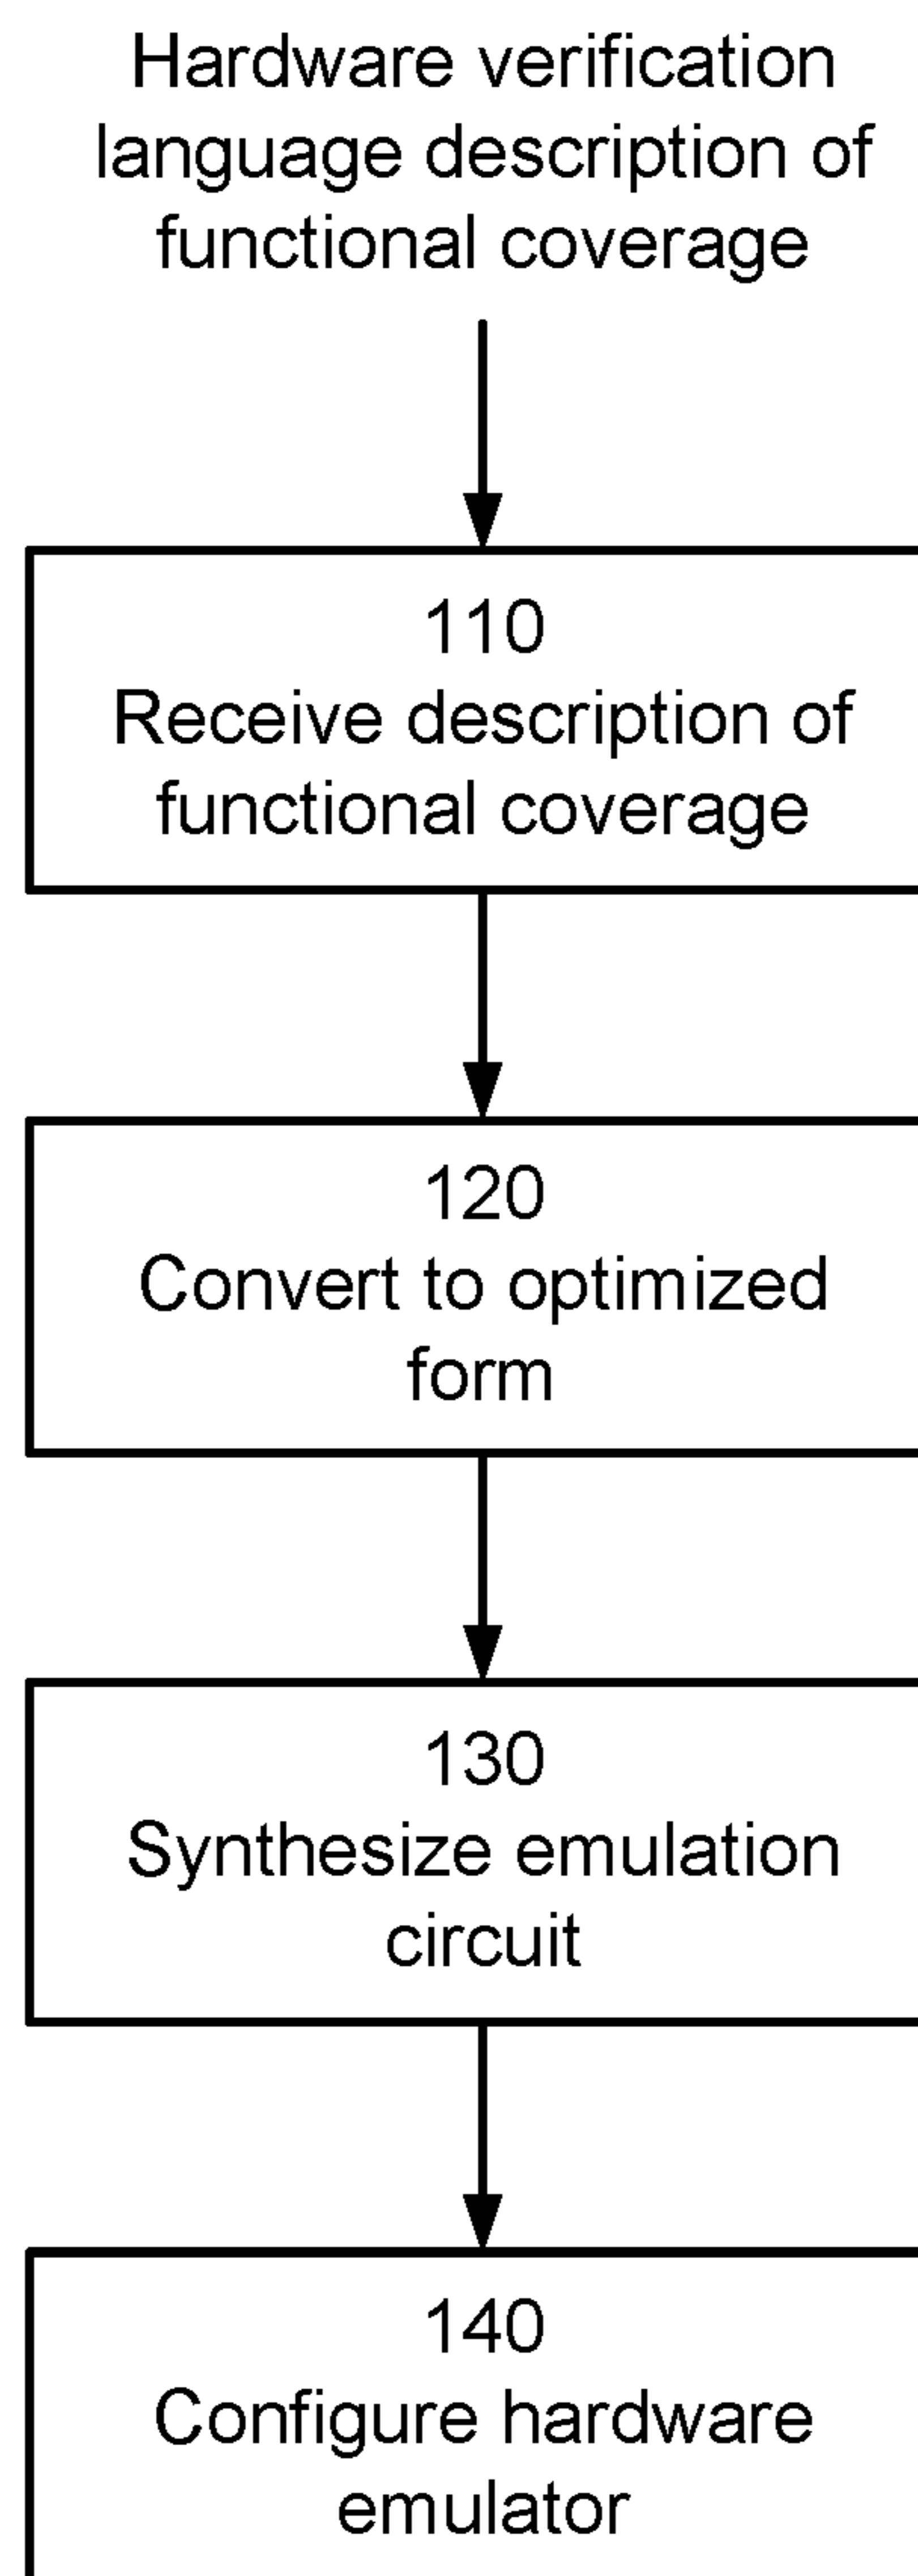 Hardware verification
language description of
functional coverage
110
Receive description of
functional coverage
120
Convert to optimized
form
130
Synthesize emulation
circuit
140
Configure hardware
emulator